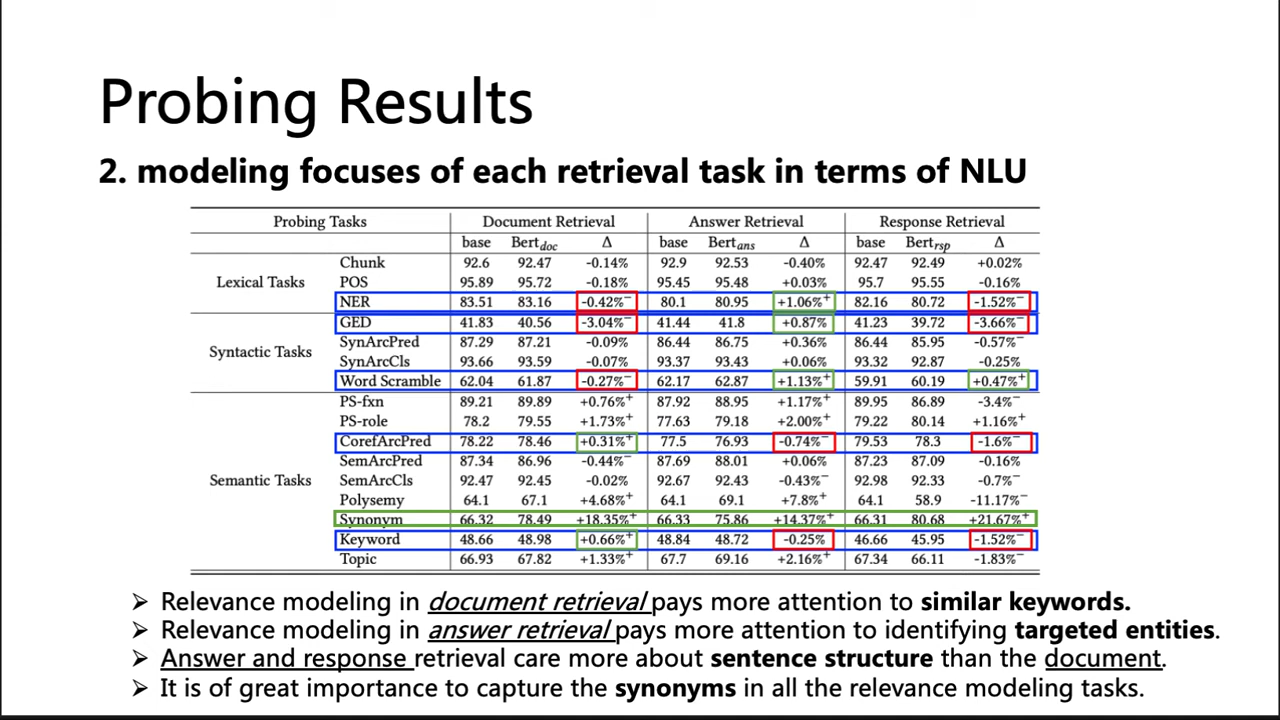 Probing Results
2. modeling focuses of each retrieval task in terms of NLU
Probing Tasks Document Retrieval Answer Retrieval Response Retrieval
base Bert_doc Δ base Bert_ans Δ base Bert_rsp Δ
Chunk 92.6 92.47 -0.14% 92.9 92.53 -0.40% 92.47 92.49 +0.02%
Lexical Tasks POS 95.89 95.72 -0.18% 95.45 95.48 +0.03% 95.7 95.55 -0.16%
NER 83.51 83.16 -0.42%⁻ 80.1 80.95 +1.06%⁺ 82.16 80.72 -1.52%⁻
GED 41.83 40.56 -3.04%⁻ 41.44 41.8 +0.87% 41.23 39.72 -3.66%⁻
Syntactic Tasks SynArcPred 87.29 87.21 -0.09% 86.44 86.75 +0.36% 86.44 85.95 -0.57%⁻
SynArcCls 93.66 93.59 -0.07% 93.37 93.43 +0.06% 93.32 92.87 -0.25%
Word Scramble 62.04 61.87 -0.27%⁻ 62.17 62.87 +1.13%⁺ 59.91 60.19 +0.47%⁺
PS-fxn 89.21 89.89 +0.76%⁺ 87.92 88.95 +1.17%⁺ 89.95 86.89 -3.4%⁻
PS-role 78.2 79.55 +1.73%⁺ 77.63 79.18 +2.00%⁺ 79.22 80.14 +1.16%⁺
CorefArcPred 78.22 78.46 +0.31%⁺ 77.5 76.93 -0.74%⁻ 79.53 78.3 -1.6%⁻
SemArcPred 87.34 86.96 -0.44%⁻ 87.69 88.01 +0.06% 87.23 87.09 -0.16%
Semantic Tasks SemArcCls 92.47 92.45 -0.02% 92.67 92.43 -0.43%⁻ 92.98 92.33 -0.7%⁻
Polysemy 64.1 67.1 +4.68%⁺ 64.1 69.1 +7.8%⁺ 64.1 58.9 -11.17%⁻
Synonym 66.32 78.49 +18.35%⁺ 66.33 75.86 +14.37%⁺ 66.31 80.68 +21.67%⁺
Keyword 48.66 48.98 +0.66%⁺ 48.84 48.72 -0.25% 46.66 45.95 -1.52%⁻
Topic 66.93 67.82 +1.33%⁺ 67.7 69.16 +2.16%⁺ 67.34 66.11 -1.83%⁻
➢ Relevance modeling in document retrieval pays more attention to similar keywords.
➢ Relevance modeling in answer retrieval pays more attention to identifying targeted entities.
➢ Answer and response retrieval care more about sentence structure than the document.
➢ It is of great importance to capture the synonyms in all the relevance modeling tasks.